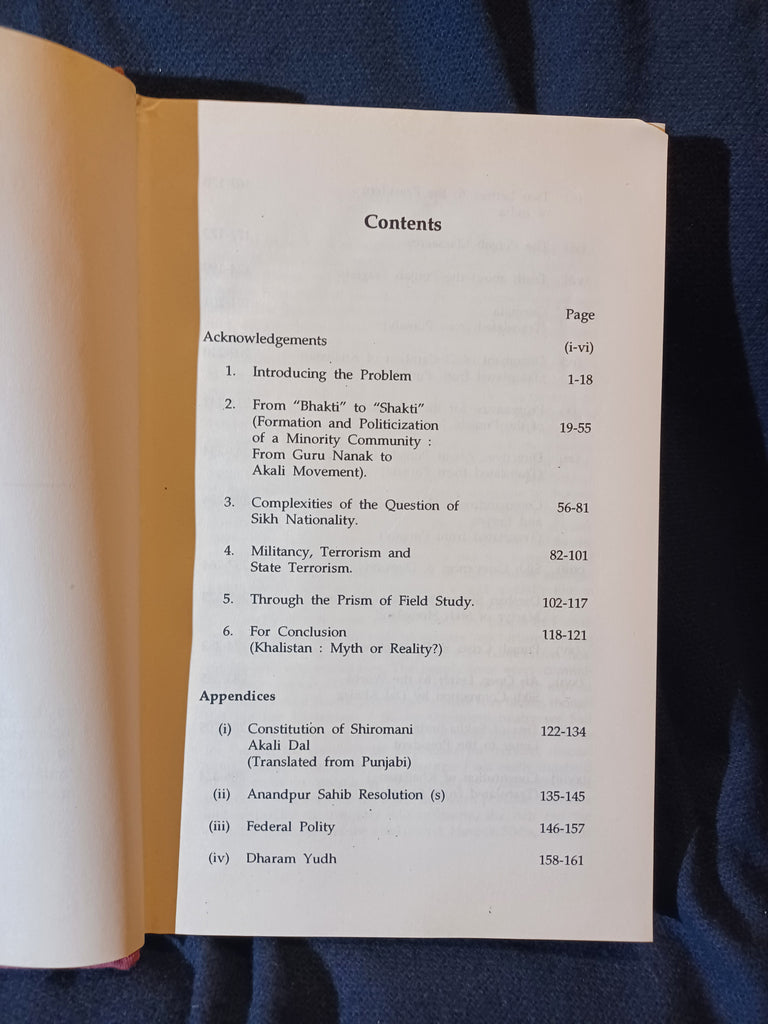 Contents
Page
Acknowledgements (i-vi)
1. Introducing the Problem 1-18
2. From "Bhakti" to "Shakti"
(Formation and Politicization 19-55
of a Minority Community :
From Guru Nanak to
Akali Movement).
3. Complexities of the Question of 56-81
Sikh Nationality.
4. Militancy, Terrorism and 82-101
State Terrorism.
5. Through the Prism of Field Study. 102-117
6. For Conclusion 118-121
(Khalistan : Myth or Reality?)
Appendices
(i) Constitution of Shiromani 122-134
Akali Dal
(Translated from Punjabi)
(ii) Anandpur Sahib Resolution (s) 135-145
(iii) Federal Polity 146-157
(iv) Dharam Yudh 158-161